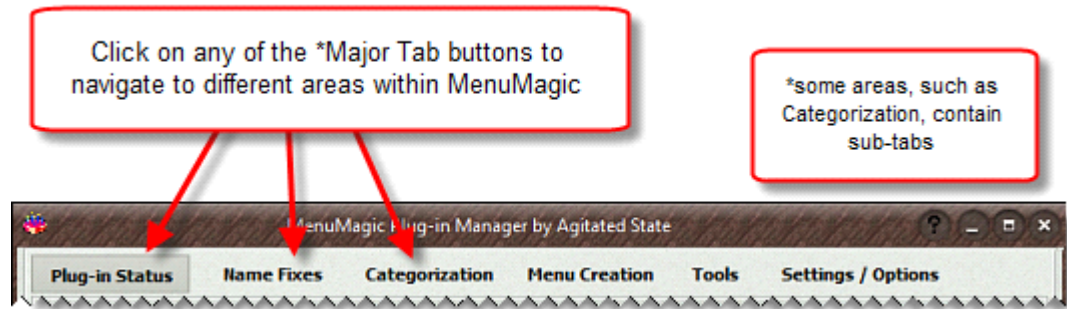 Click on any of the *Major Tab buttons to
navigate to different areas within MenuMagic
*some areas, such as
Categorization, contain
sub-tabs
MenuMagic Plug-in Manager by Agitated State
?
Plug-in Status Name Fixes Categorization Menu Creation Tools Settings / Options